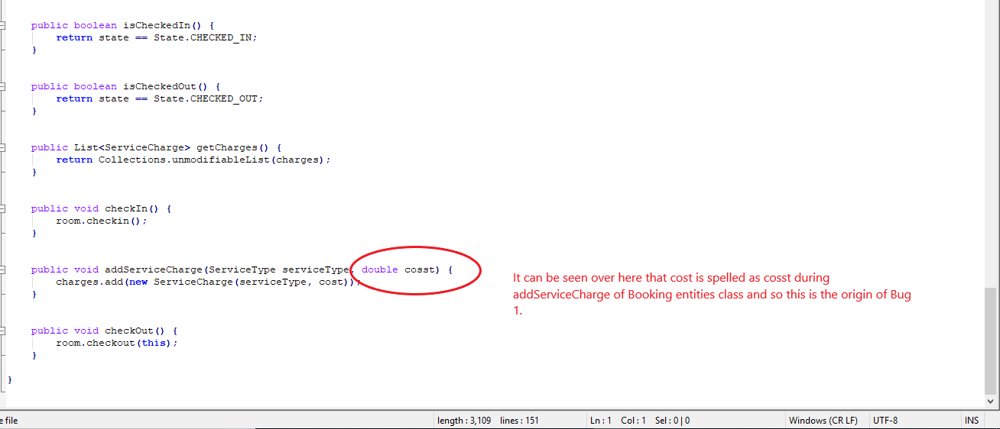 public boolean isCheckedIn() {
return state == State.CHECKED_IN;
}
public boolean isCheckedOut() {
return state == State.CHECKED_OUT;
}
public List<ServiceCharge> getCharges() {
return Collections.unmodifiableList(charges);
}
public void checkIn() {
room.checkin();
}
public void addServiceCharge(ServiceType serviceType, double cosst) {
charges.add(new ServiceCharge(serviceType, cost));
}
It can be seen over here that cost is spelled as cosst during
addServiceCharge of Booking entities class and so this is the origin of Bug
1.
public void checkOut() {
room.checkout(this);
}
}
e file length : 3,109 lines : 151 Ln : 1 Col : 1 Sel : 0 | 0 Windows (CR LF) UTF-8 INS